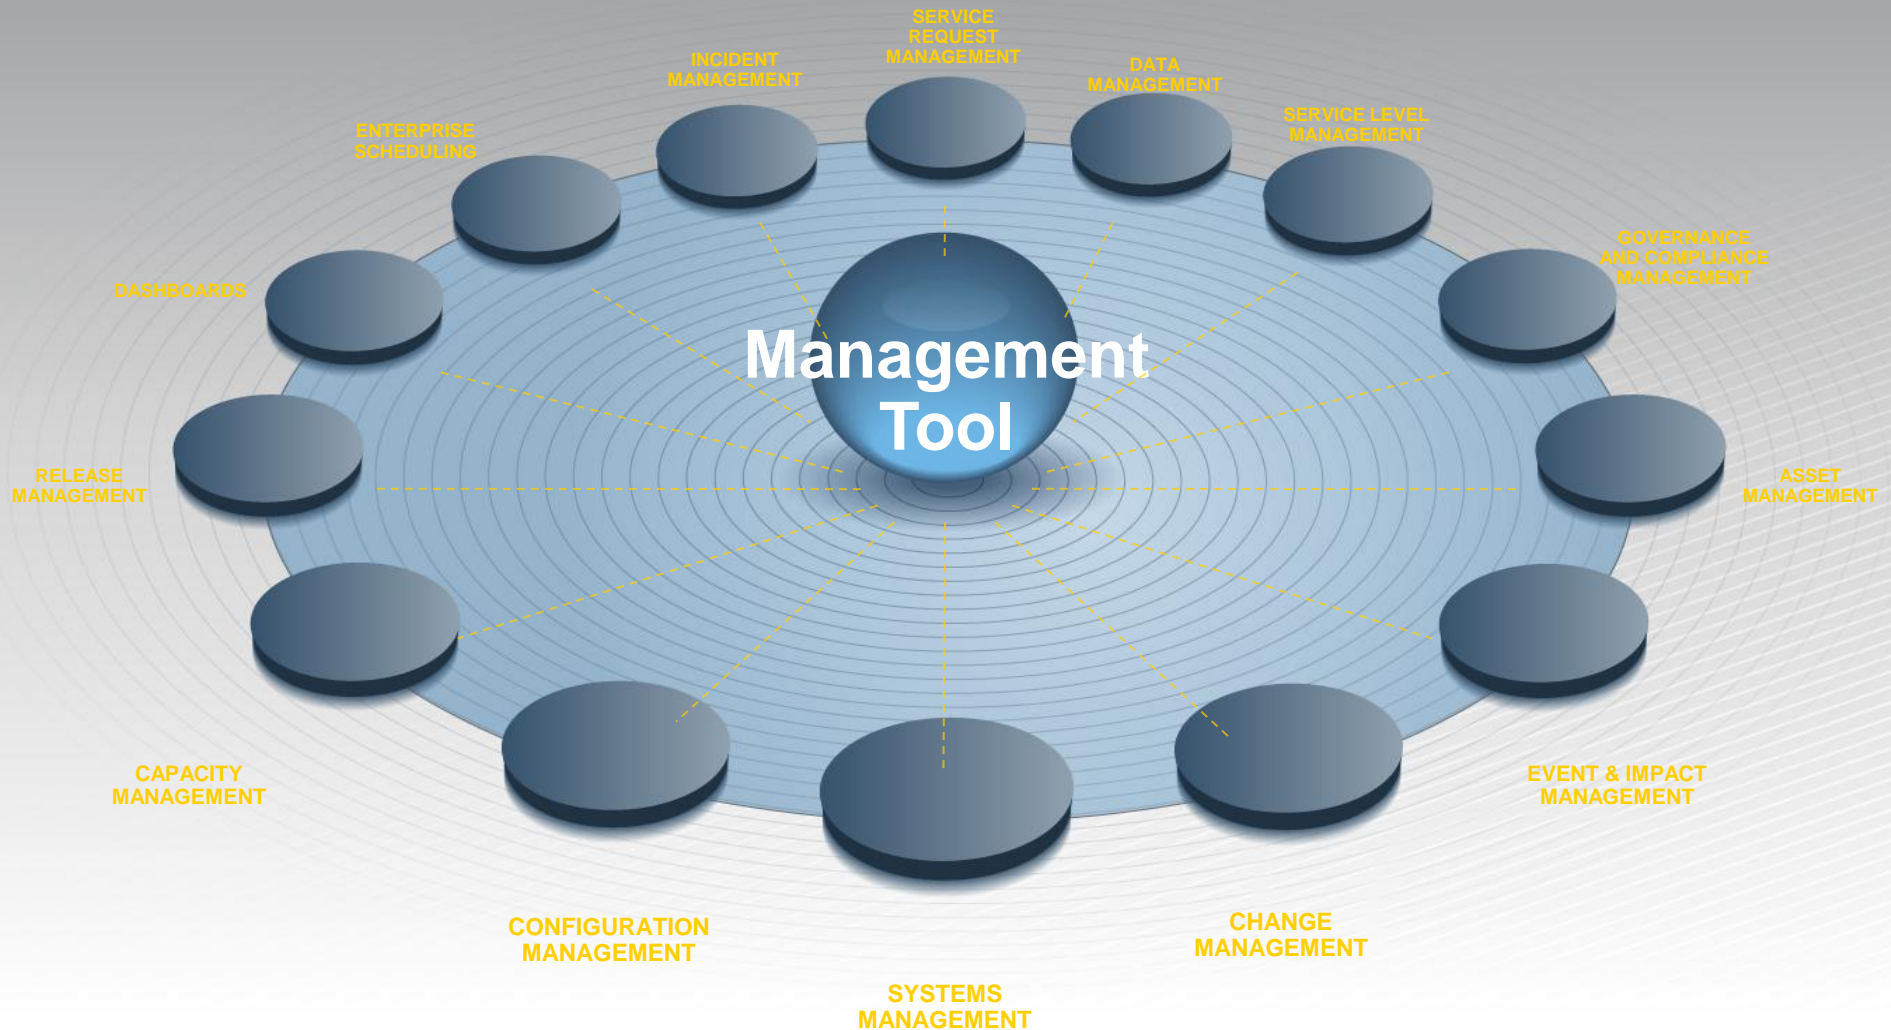 SERVICE
REQUEST
MANAGEMENT
INCIDENT
MANAGEMENT
DATA
MANAGEMENT
ENTERPRISE
SCHEDULING
SERVICE LEVEL
MANAGEMENT
DASHBOARDS
GOVERNANCE
AND COMPLIANCE
MANAGEMENT
Management
Tool
RELEASE
MANAGEMENT
ASSET
MANAGEMENT
CAPACITY
MANAGEMENT
EVENT & IMPACT
MANAGEMENT
CONFIGURATION
MANAGEMENT
CHANGE
MANAGEMENT
SYSTEMS
MANAGEMENT